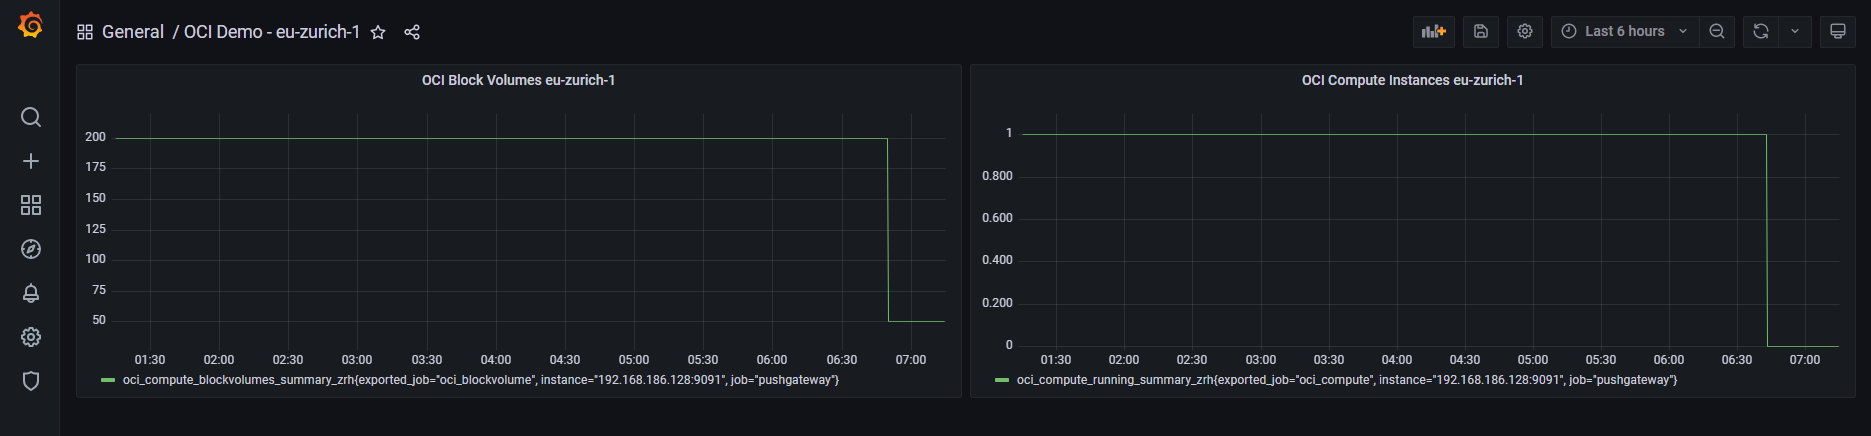 General / OCI Demo - eu-zurich-1
Last 6 hours
OCI Block Volumes eu-zurich-1
200
175
150
125
100
75
50
01:30 02:00 02:30 03:00 03:30 04:00 04:30 05:00 05:30 06:00 06:30 07:00
oci_compute_blockvolumes_summary_zrh{exported_job="oci_blockvolume", instance="192.168.186.128:9091", job="pushgateway"}
OCI Compute Instances eu-zurich-1
1
0.800
0.600
0.400
0.200
0
01:30 02:00 02:30 03:00 03:30 04:00 04:30 05:00 05:30 06:00 06:30 07:00
oci_compute_running_summary_zrh{exported_job="oci_compute", instance="192.168.186.128:9091", job="pushgateway"}